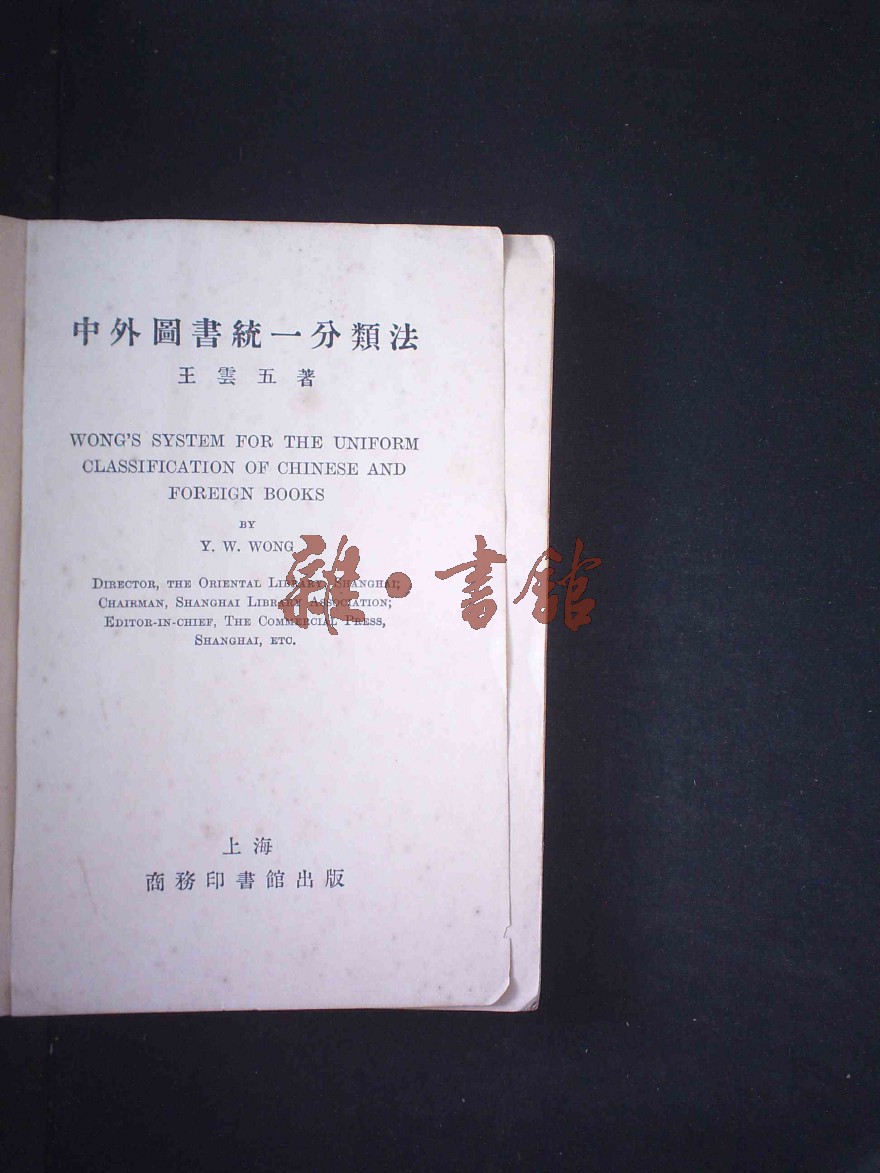 中外圖書統一分類法
王雲五著
WONG'S SYSTEM FOR THE UNIFORM
CLASSIFICATION OF CHINESE AND
FOREIGN BOOKS
BY
Y. W. WONG
DIRECTOR, THE ORIENTAL LIBRARY, SHANGHAI;
CHAIRMAN, SHANGHAI LIBRARY ASSOCIATION;
EDITOR-IN-CHIEF, THE COMMERCIAL PRESS,
SHANGHAI, ETC.
雜·書館
上海
商務印書館出版